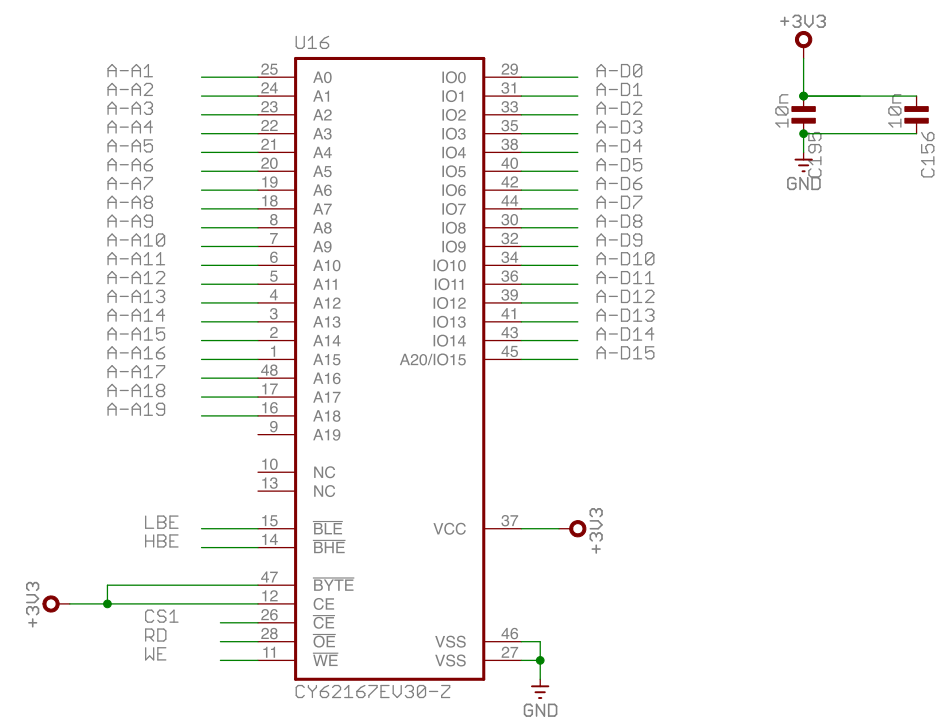 +3V3
U16
A-A1 25 A0 IO0 29 A-D0
A-A2 24 A1 IO1 31 A-D1
A-A3 23 A2 IO2 33 A-D2
A-A4 22 A3 IO3 35 A-D3
A-A5 21 A4 IO4 38 A-D4
A-A6 20 A5 IO5 40 A-D5
A-A7 19 A6 IO6 42 A-D6
A-A8 18 A7 IO7 44 A-D7
A-A9 8 A8 IO8 30 A-D8
A-A10 7 A9 IO9 32 A-D9
A-A11 6 A10 IO10 34 A-D10
A-A12 5 A11 IO11 36 A-D11
A-A13 4 A12 IO12 39 A-D12
A-A14 3 A13 IO13 41 A-D13
A-A15 2 A14 IO14 43 A-D14
A-A16 1 A15 A20/IO15 45 A-D15
A-A17 48 A16
A-A18 17 A17
A-A19 16 A18
9 A19
10 NC
13 NC
LBE 15 BLE VCC 37 +3V3
HBE 14 BHE
47 BYTE
+3V3 12 CE
CS1 26 CE
RD 28 OE VSS 46
WE 11 WE VSS 27
CY62167EV30-Z
GND
10n
C195
10n
C156
GND